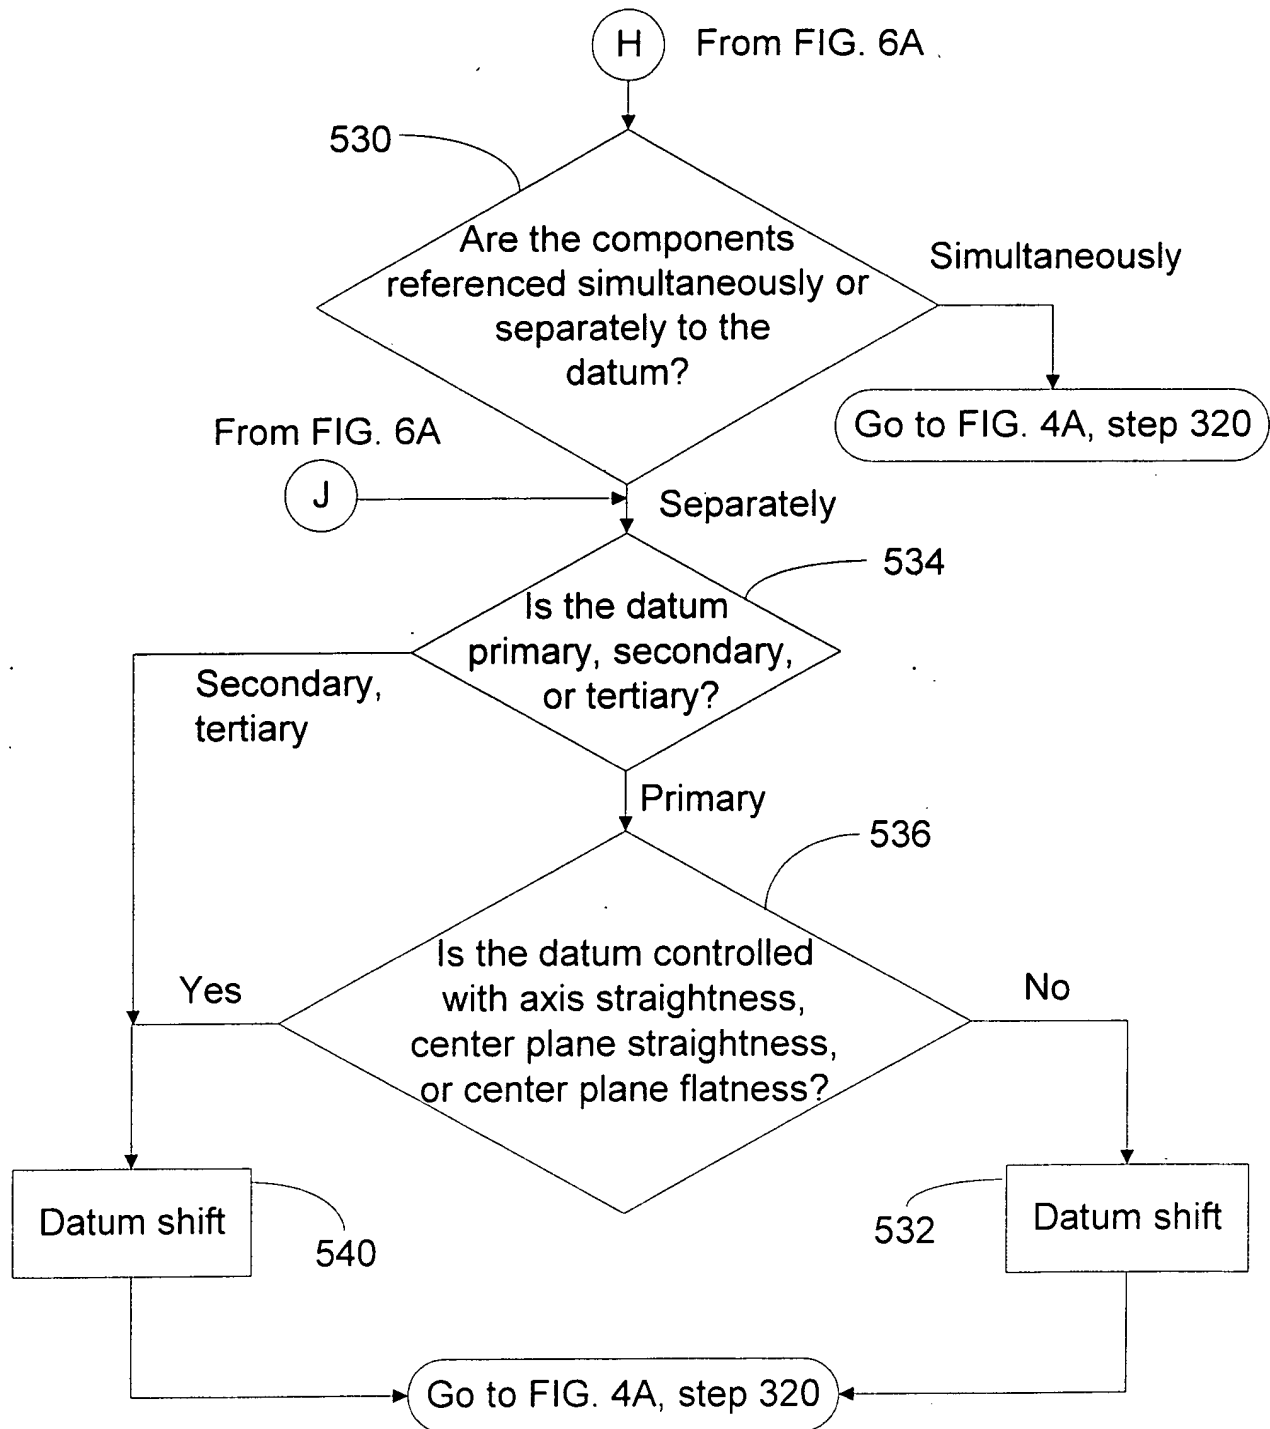 H
From FIG. 6A
530
Are the components
referenced simultaneously or
separately to the
datum?
Simultaneously
Go to FIG. 4A, step 320
From FIG. 6A
J
Separately
534
Is the datum
primary, secondary,
or tertiary?
Secondary,
tertiary
Primary
536
Is the datum controlled
with axis straightness,
center plane straightness,
or center plane flatness?
Yes
No
Datum shift
540
532
Datum shift
Go to FIG. 4A, step 320